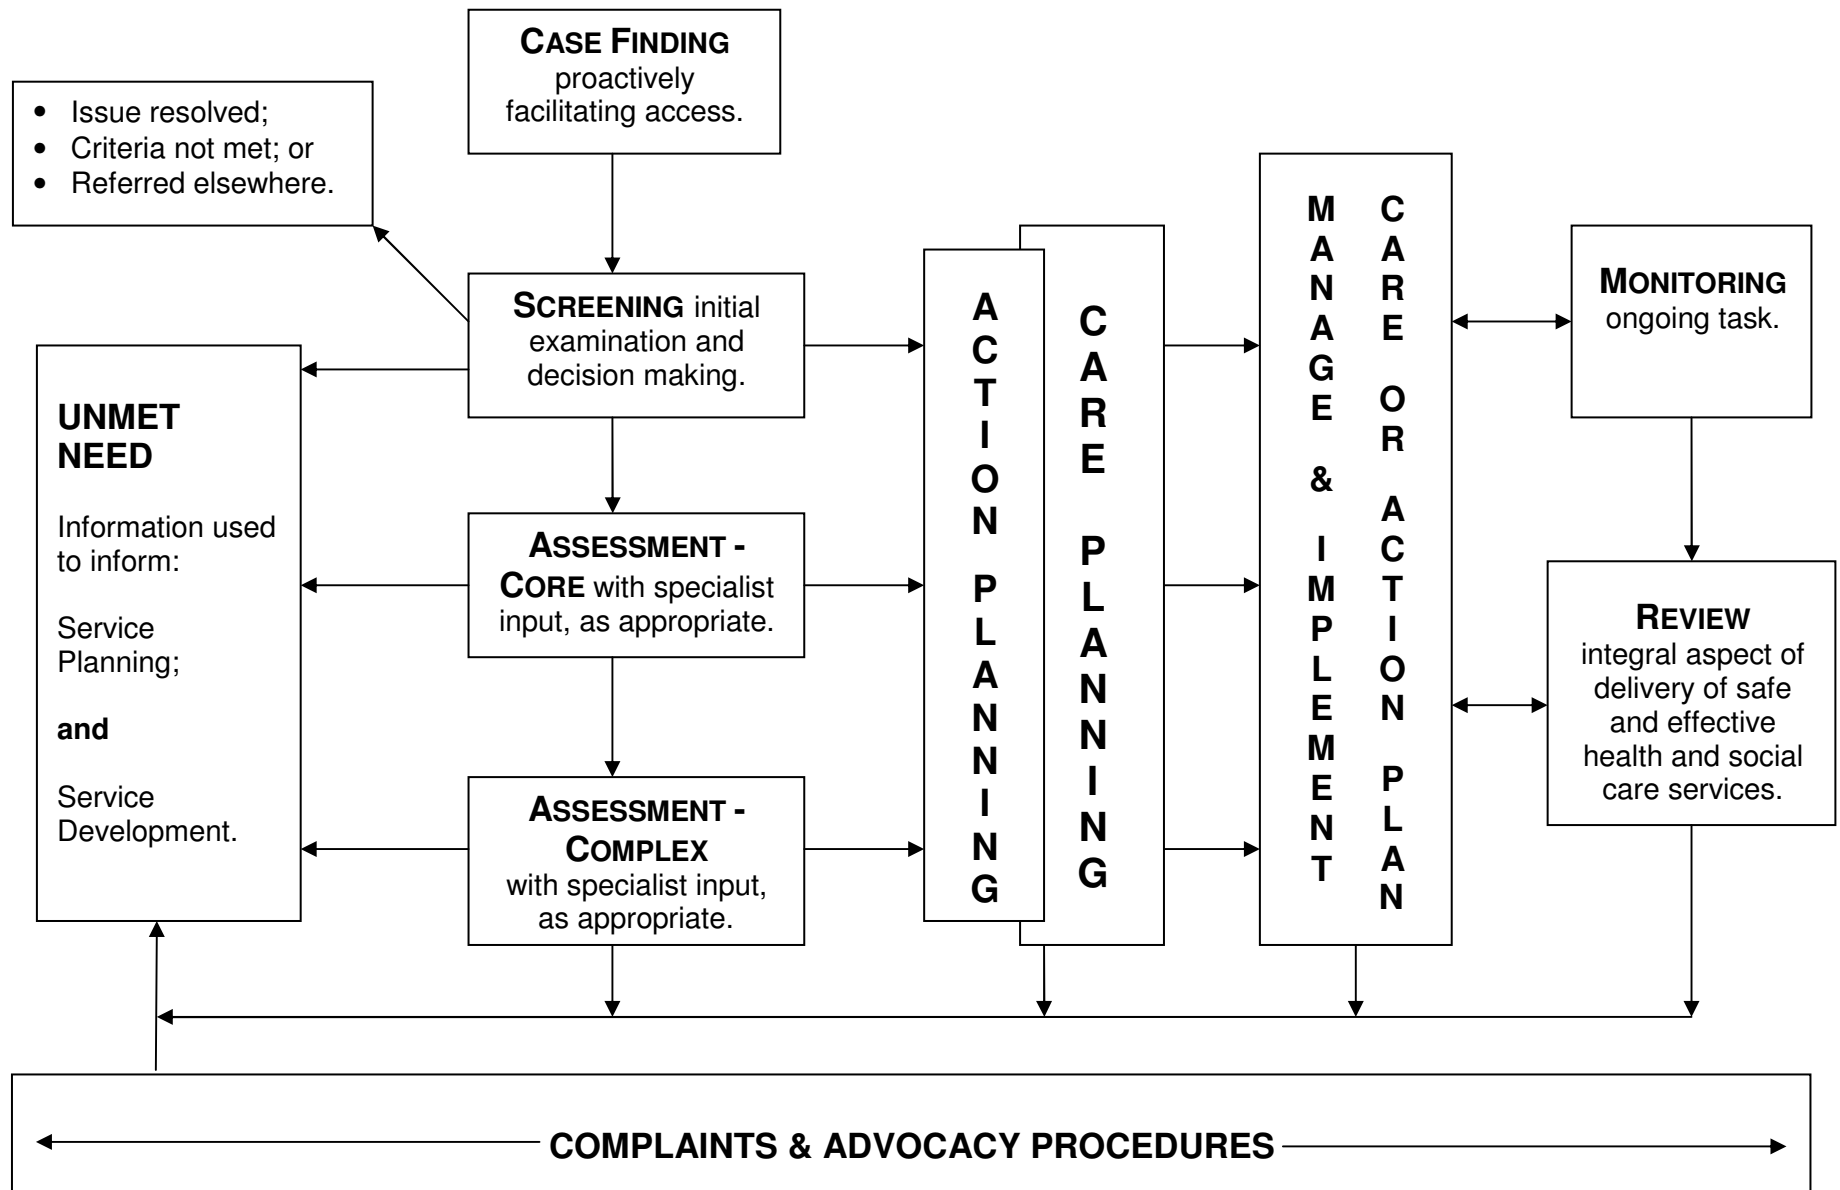 CASE FINDING
proactively
facilitating access.
• Issue resolved;
• Criteria not met; or
• Referred elsewhere.
SCREENING initial
examination and
decision making.
UNMET
NEED
Information used
to inform:
Service
Planning;
and
Service
Development.
ASSESSMENT -
CORE with specialist
input, as appropriate.
ASSESSMENT -
COMPLEX
with specialist input,
as appropriate.
ACTION PLANNING
CARE PLANNING
MANAGE & IMPLEMENT
CARE OR ACTION PLAN
MONITORING
ongoing task.
REVIEW
integral aspect of
delivery of safe
and effective
health and social
care services.
COMPLAINTS & ADVOCACY PROCEDURES